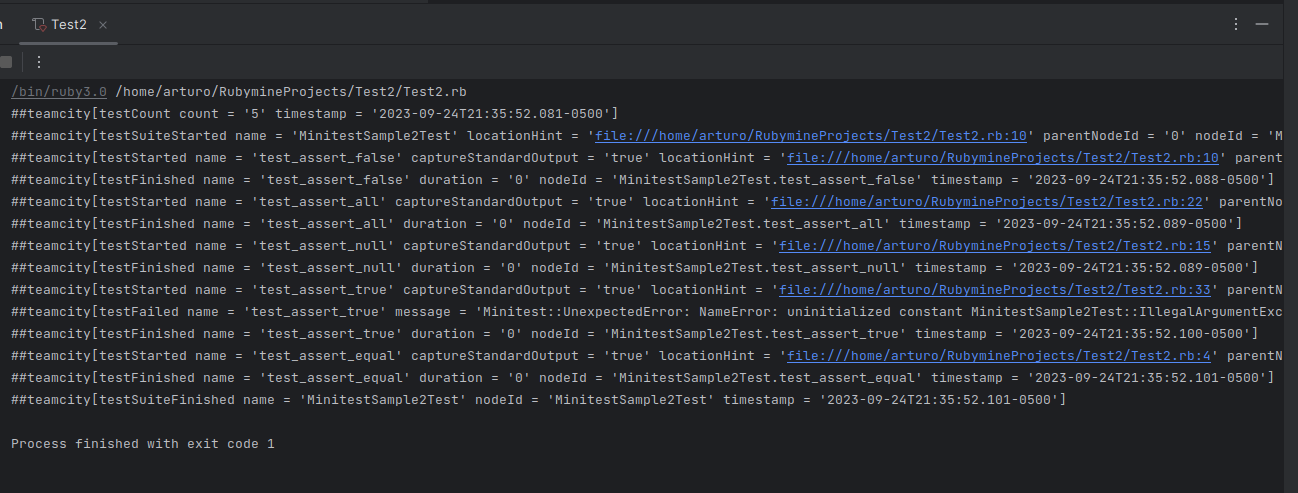 Test2
/bin/ruby3.0 /home/arturo/RubymineProjects/Test2/Test2.rb
##teamcity[testCount count = '5' timestamp = '2023-09-24T21:35:52.081-0500']
##teamcity[testSuiteStarted name = 'MinitestSample2Test' locationHint = 'file:///home/arturo/RubymineProjects/Test2/Test2.rb:10' parentNodeId = '0' nodeId = 'M
##teamcity[testStarted name = 'test_assert_false' captureStandardOutput = 'true' locationHint = 'file:///home/arturo/RubymineProjects/Test2/Test2.rb:10' parent
##teamcity[testFinished name = 'test_assert_false' duration = '0' nodeId = 'MinitestSample2Test.test_assert_false' timestamp = '2023-09-24T21:35:52.088-0500']
##teamcity[testStarted name = 'test_assert_all' captureStandardOutput = 'true' locationHint = 'file:///home/arturo/RubymineProjects/Test2/Test2.rb:22' parentNo
##teamcity[testFinished name = 'test_assert_all' duration = '0' nodeId = 'MinitestSample2Test.test_assert_all' timestamp = '2023-09-24T21:35:52.089-0500']
##teamcity[testStarted name = 'test_assert_null' captureStandardOutput = 'true' locationHint = 'file:///home/arturo/RubymineProjects/Test2/Test2.rb:15' parentN
##teamcity[testFinished name = 'test_assert_null' duration = '0' nodeId = 'MinitestSample2Test.test_assert_null' timestamp = '2023-09-24T21:35:52.089-0500']
##teamcity[testStarted name = 'test_assert_true' captureStandardOutput = 'true' locationHint = 'file:///home/arturo/RubymineProjects/Test2/Test2.rb:33' parentN
##teamcity[testFailed name = 'test_assert_true' message = 'Minitest::UnexpectedError: NameError: uninitialized constant MinitestSample2Test::IllegalArgumentExc
##teamcity[testFinished name = 'test_assert_true' duration = '0' nodeId = 'MinitestSample2Test.test_assert_true' timestamp = '2023-09-24T21:35:52.100-0500']
##teamcity[testStarted name = 'test_assert_equal' captureStandardOutput = 'true' locationHint = 'file:///home/arturo/RubymineProjects/Test2/Test2.rb:4' parentN
##teamcity[testFinished name = 'test_assert_equal' duration = '0' nodeId = 'MinitestSample2Test.test_assert_equal' timestamp = '2023-09-24T21:35:52.101-0500']
##teamcity[testSuiteFinished name = 'MinitestSample2Test' nodeId = 'MinitestSample2Test' timestamp = '2023-09-24T21:35:52.101-0500']
Process finished with exit code 1